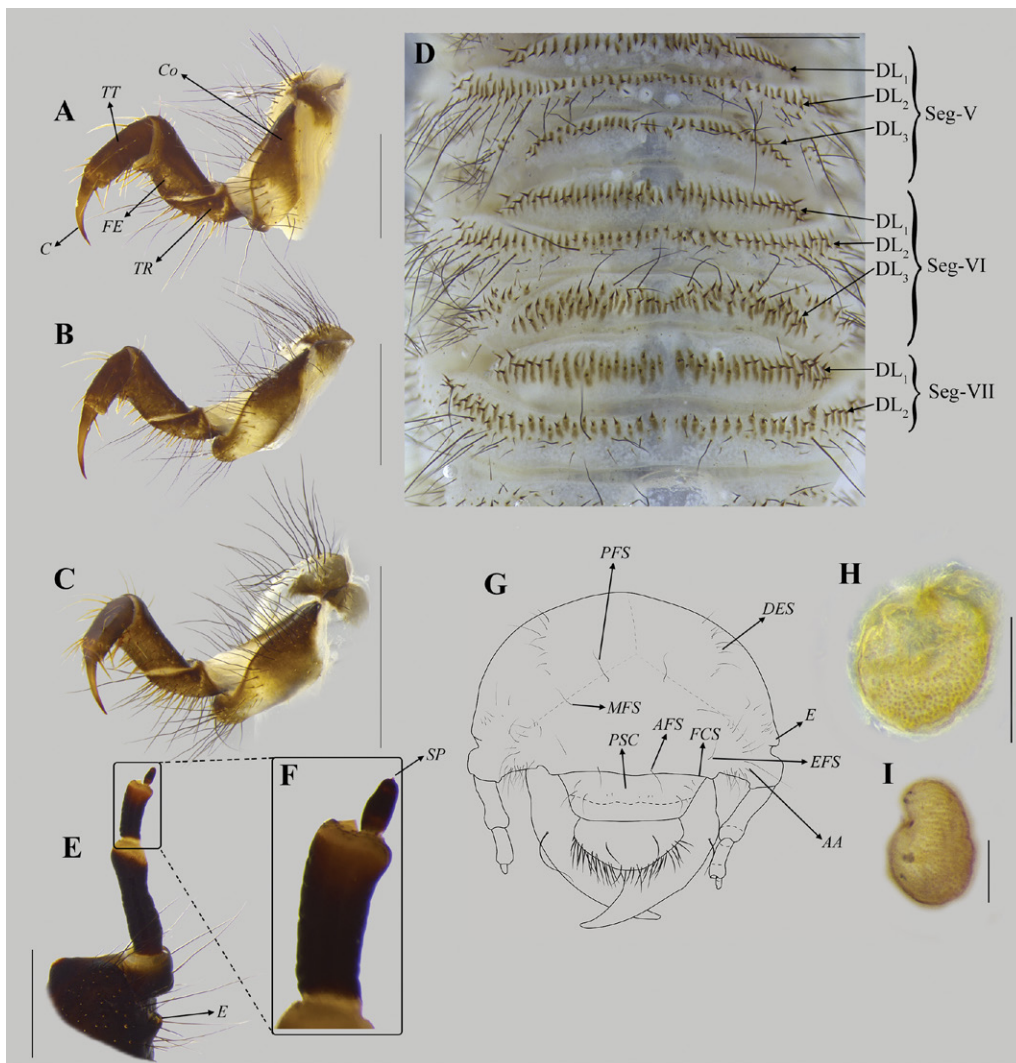 A
TT
Co
C
FE
TR
B
C
D
DL1
DL2
DL3
Seg-V
DL1
DL2
DL3
Seg-VI
DL1
DL2
Seg-VII
E
E
F
SP
G
PFS
DES
MFS
AFS
FCS
PSC
E
EFS
AA
H
I